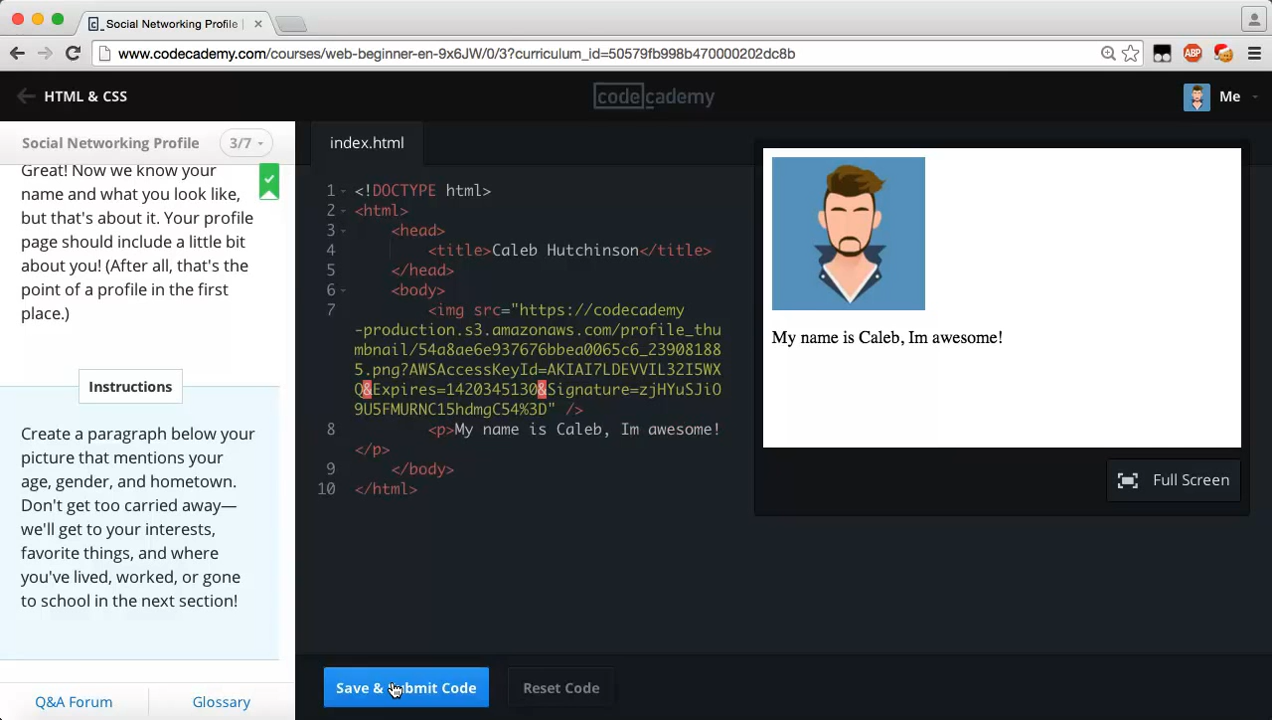 Social Networking Profile |
www.codecademy.com/courses/web-beginner-en-9x6JW/0/3?curriculum_id=50579fb998b470000202dc8b
ABP
HTML & CSS
codecademy
Me
Social Networking Profile
3/7
Great! Now we know your
name and what you look like,
but that's about it. Your profile
page should include a little bit
about you! (After all, that's the
point of a profile in the first
place.)
Instructions
Create a paragraph below your
picture that mentions your
age, gender, and hometown.
Don't get too carried away—
we'll get to your interests,
favorite things, and where
you've lived, worked, or gone
to school in the next section!
Q&A Forum
Glossary
index.html
1 <!DOCTYPE html>
2 <html>
3 <head>
4 <title>Caleb Hutchinson</title>
5 </head>
6 <body>
7 <img src="https://codecademy
-production.s3.amazonaws.com/profile_thu
mbnail/54a8ae6e937676bbea0065c6_23908188
5.png?AWSAccessKeyId=AKIAI7LDEVVIL32I5WX
Q&Expires=1420345130&Signature=zjHYuSJiO
9U5FMURNC15hdmgC54%3D" />
8 <p>My name is Caleb, Im awesome!
</p>
9 </body>
10 </html>
My name is Caleb, Im awesome!
Full Screen
Save & Submit Code
Reset Code